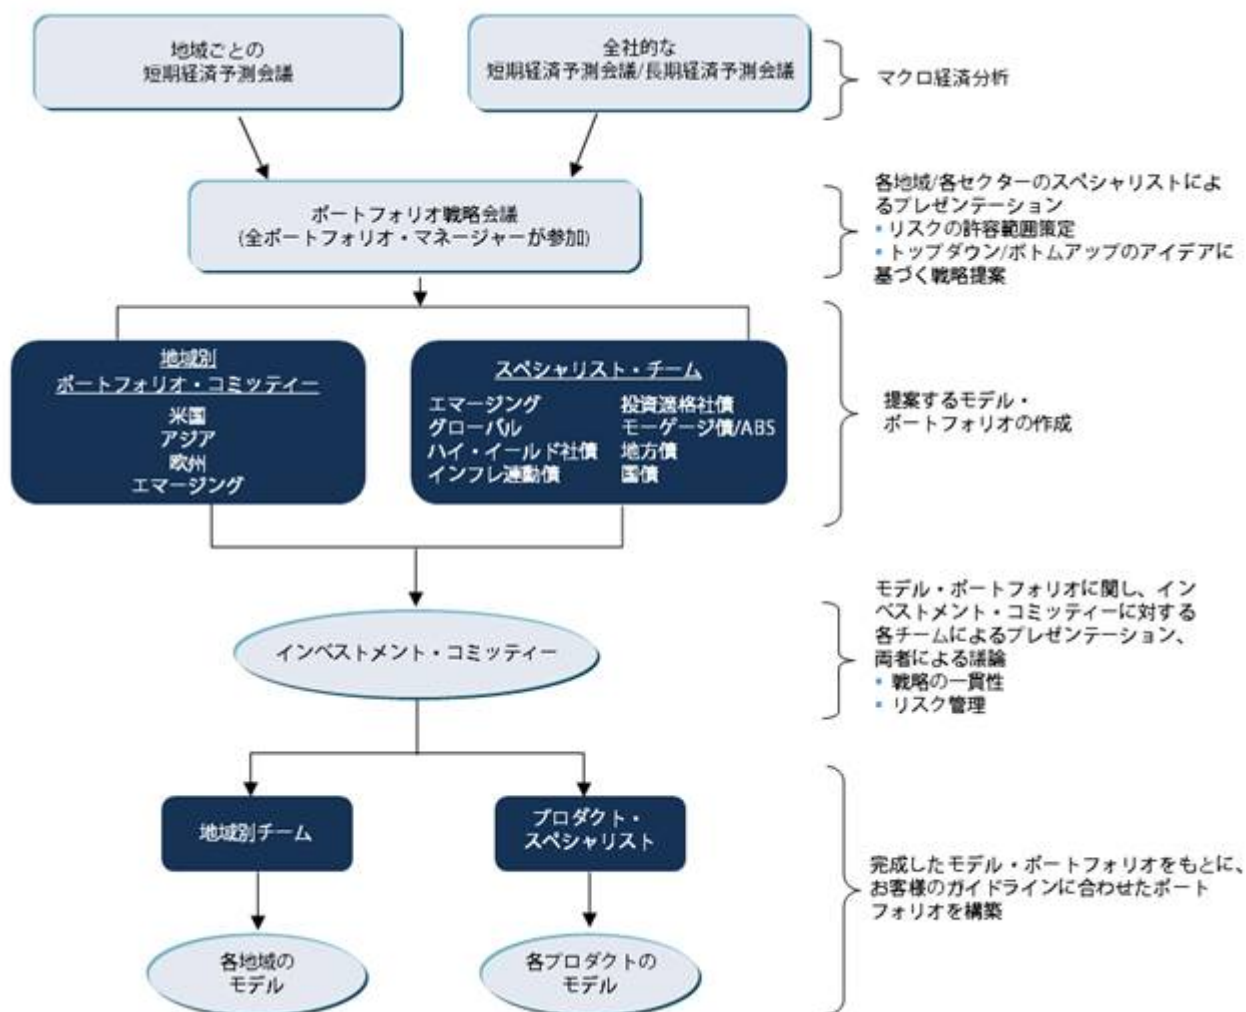 地域ごとの
短期経済予測会議
全社的な
短期経済予測会議/長期経済予測会議
マクロ経済分析
ポートフォリオ戦略会議
(全ポートフォリオ・マネージャーが参加)
各地域/各セクターのスペシャリストによ
るプレゼンテーション
▪ リスクの許容範囲策定
▪ トップダウン/ボトムアップのアイデアに
基づく戦略提案
地域別
ポートフォリオ・コミッティー
米国
アジア
欧州
エマージング
スペシャリスト・チーム
エマージング 投資適格社債
グローバル モーゲージ債/ABS
ハイ・イールド社債 地方債
インフレ連動債 国債
提案するモデル・
ポートフォリオの作成
インベストメント・コミッティー
モデル・ポートフォリオに関し、イン
ベストメント・コミッティーに対する
各チームによるプレゼンテーション、
両者による議論
▪ 戦略の一貫性
▪ リスク管理
地域別チーム
プロダクト・
スペシャリスト
各地域の
モデル
各プロダクトの
モデル
完成したモデル・ポートフォリオをもとに、
お客様のガイドラインに合わせたポート
フォリオを構築